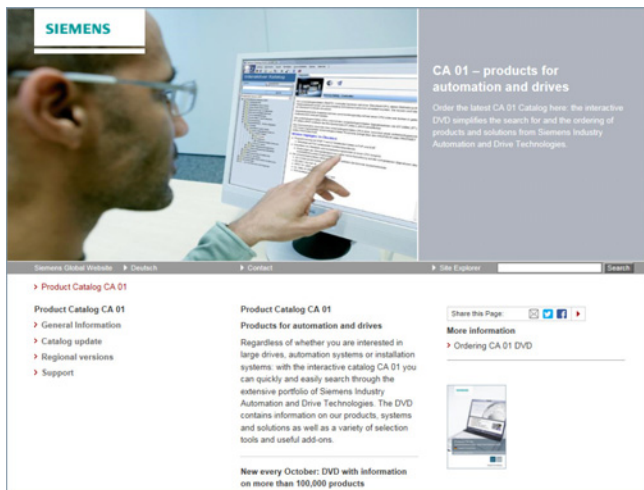 SIEMENS
CA 01 – products for
automation and drives
Order the latest CA 01 Catalog here: the interactive
DVD simplifies the search for and the ordering of
products and solutions from Siemens Industry
Automation and Drive Technologies.
Siemens Global Website
Deutsch
Contact
Site Explorer
Search
Product Catalog CA 01
Product Catalog CA 01
General Information
Catalog update
Regional versions
Support
Product Catalog CA 01
Products for automation and drives
Regardless of whether you are interested in
large drives, automation systems or installation
systems: with the interactive catalog CA 01 you
can quickly and easily search through the
extensive portfolio of Siemens Industry
Automation and Drive Technologies. The DVD
contains information on our products, systems
and solutions as well as a variety of selection
tools and useful add-ons.
New every October: DVD with information
on more than 100,000 products
Share this Page:
More information
Ordering CA 01 DVD